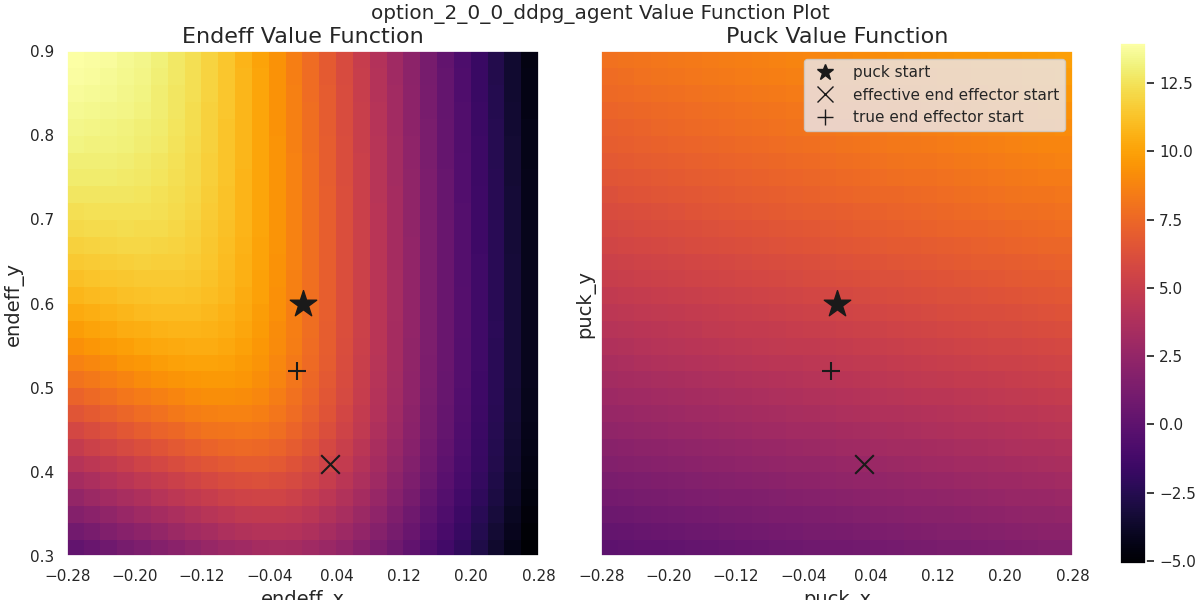 option_2_0_0_ddpg_agent Value Function Plot
Endeff Value Function
Puck Value Function
puck start
effective end effector start
true end effector start
endeff_y
0.9
0.8
0.7
0.6
0.5
0.4
0.3
−0.28 −0.20 −0.12 −0.04 0.04 0.12 0.20 0.28
endeff_x
puck_y
−0.28 −0.20 −0.12 −0.04 0.04 0.12 0.20 0.28
puck_x
12.5
10.0
7.5
5.0
2.5
0.0
−2.5
−5.0